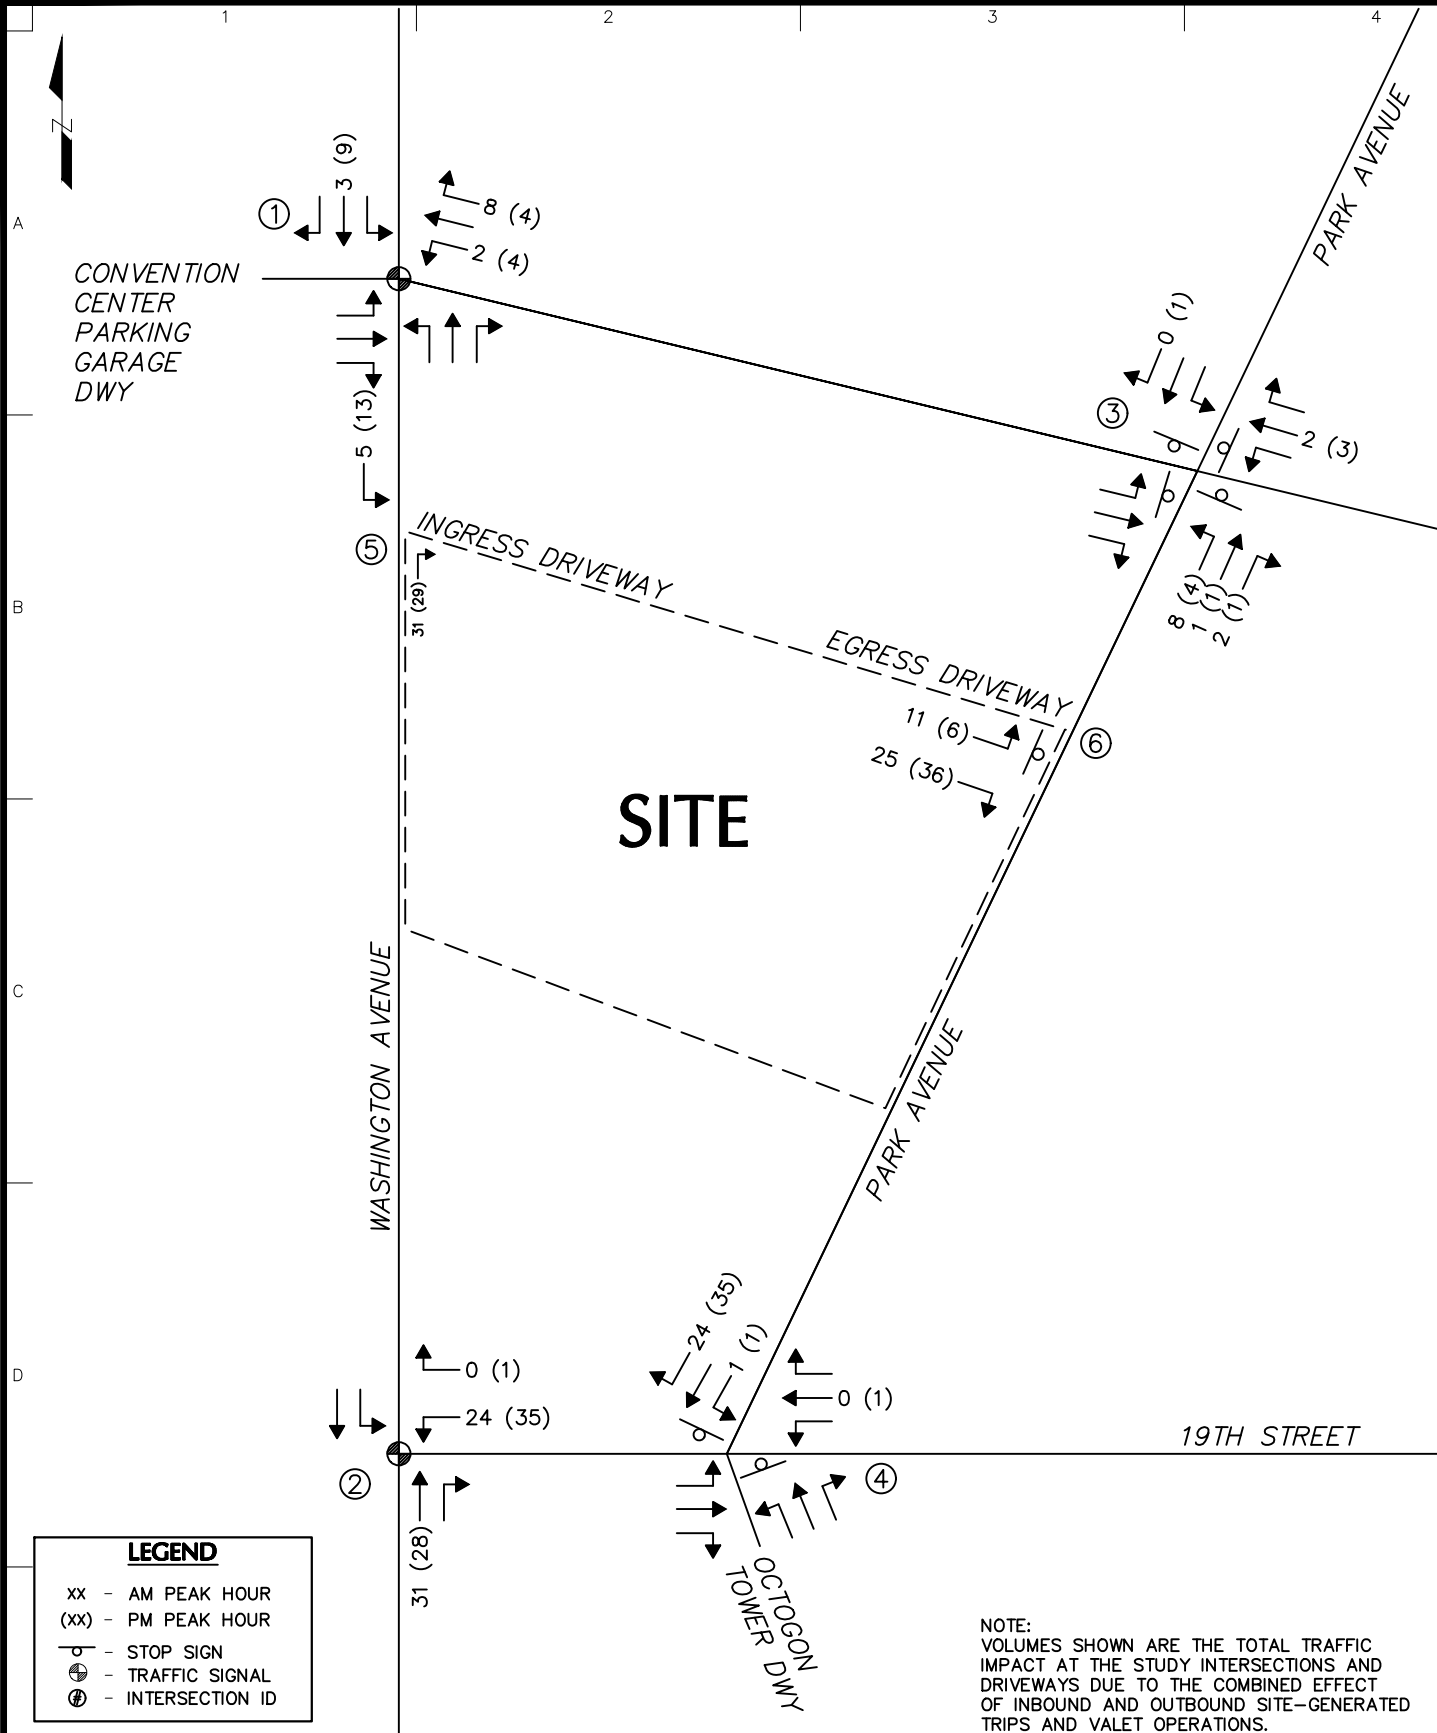 1
2
3
4
A
B
C
D
N
PARK AVENUE
3 (9)
1
8 (4)
2 (4)
CONVENTION
CENTER
PARKING
GARAGE
DWY
0 (1)
3
2 (3)
5 (13)
5
INGRESS DRIVEWAY
31 (29)
8 (4)
1 (1)
2 (1)
EGRESS DRIVEWAY
11 (6)
6
25 (36)
SITE
WASHINGTON AVENUE
PARK AVENUE
24 (35)
1 (1)
0 (1)
24 (35)
0 (1)
19TH STREET
2
4
31 (28)
OCTOGON
TOWER DWY
LEGEND
XX - AM PEAK HOUR
(XX) - PM PEAK HOUR
- STOP SIGN
- TRAFFIC SIGNAL
# - INTERSECTION ID
NOTE:
VOLUMES SHOWN ARE THE TOTAL TRAFFIC
IMPACT AT THE STUDY INTERSECTIONS AND
DRIVEWAYS DUE TO THE COMBINED EFFECT
OF INBOUND AND OUTBOUND SITE-GENERATED
TRIPS AND VALET OPERATIONS.